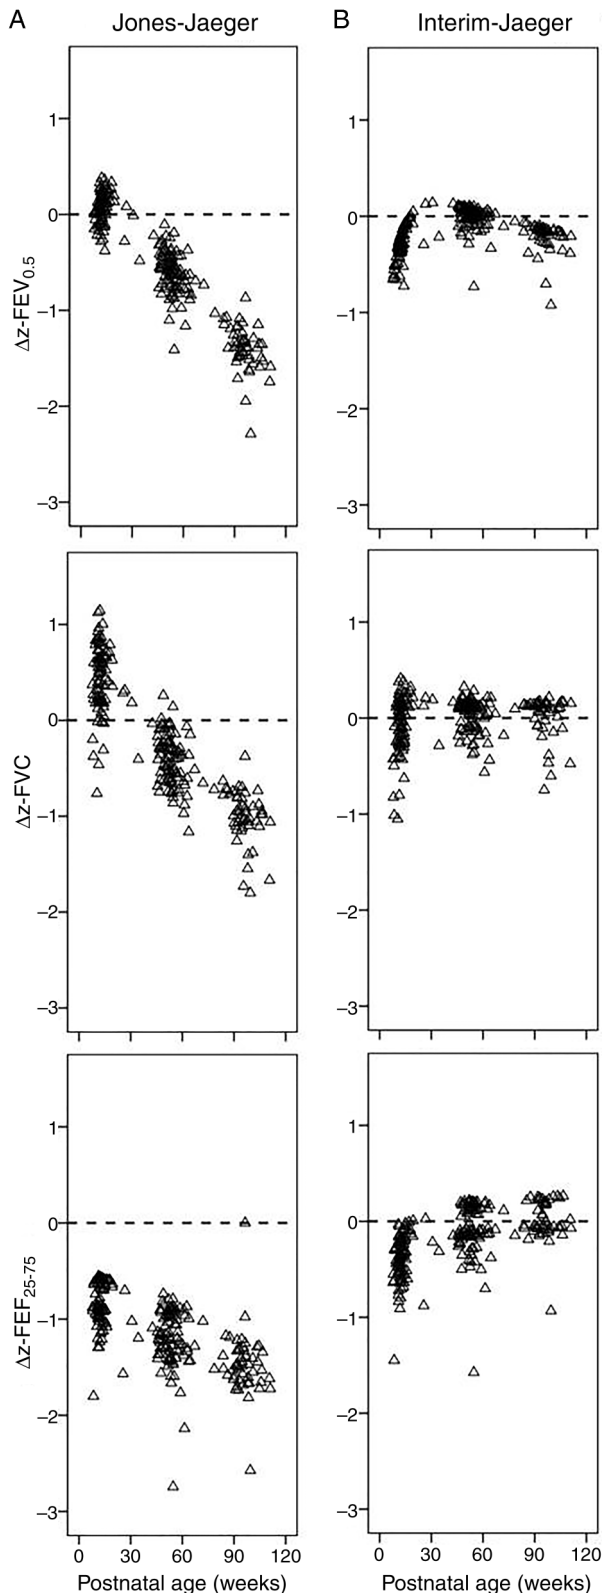 A Jones-Jaeger B Interim-Jaeger
1 1
0 0
−1 −1
−2 −2
−3 −3
Δz-FEV0.5
1 1
0 0
−1 −1
−2 −2
−3 −3
Δz-FVC
1 1
0 0
−1 −1
−2 −2
−3 −3
Δz-FEF25-75
0 30 60 90 120 0 30 60 90 120
Postnatal age (weeks) Postnatal age (weeks)